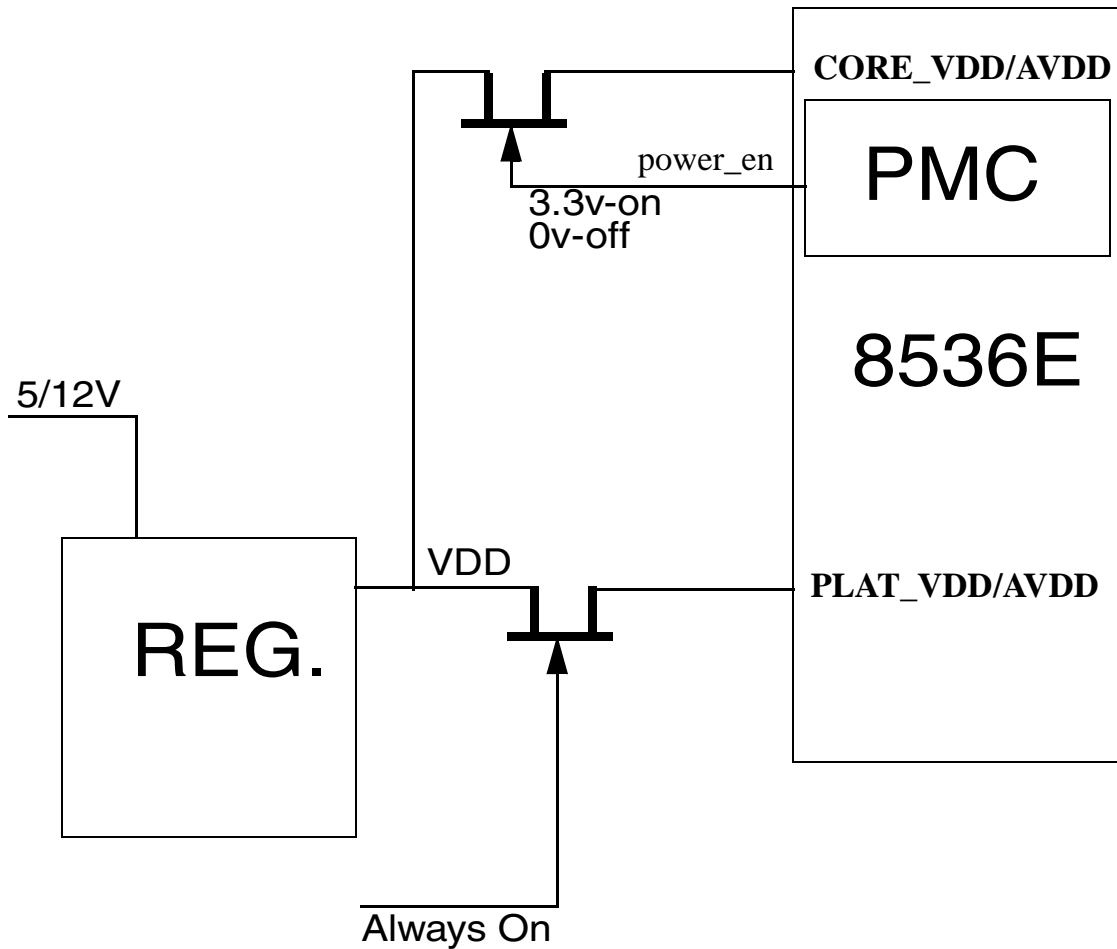 CORE_VDD/AVDD
PMC
power_en
3.3v-on
0v-off
8536E
5/12V
VDD
PLAT_VDD/AVDD
REG.
Always On